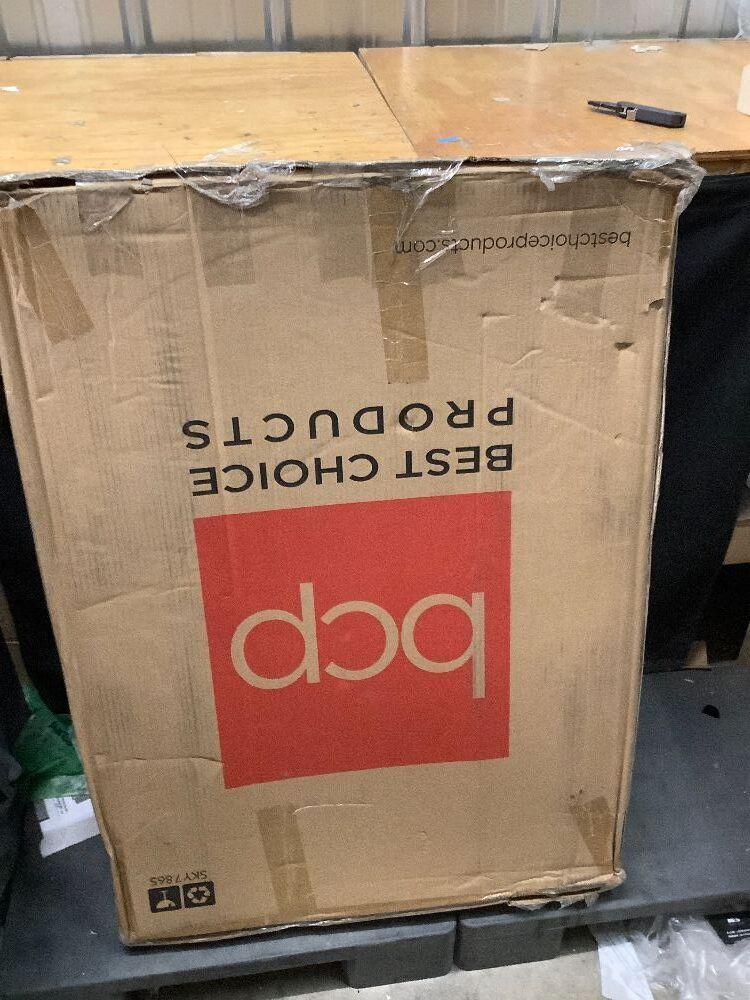 bestchoiceproducts.com
BEST CHOICE
PRODUCTS
bcp
SKY7865